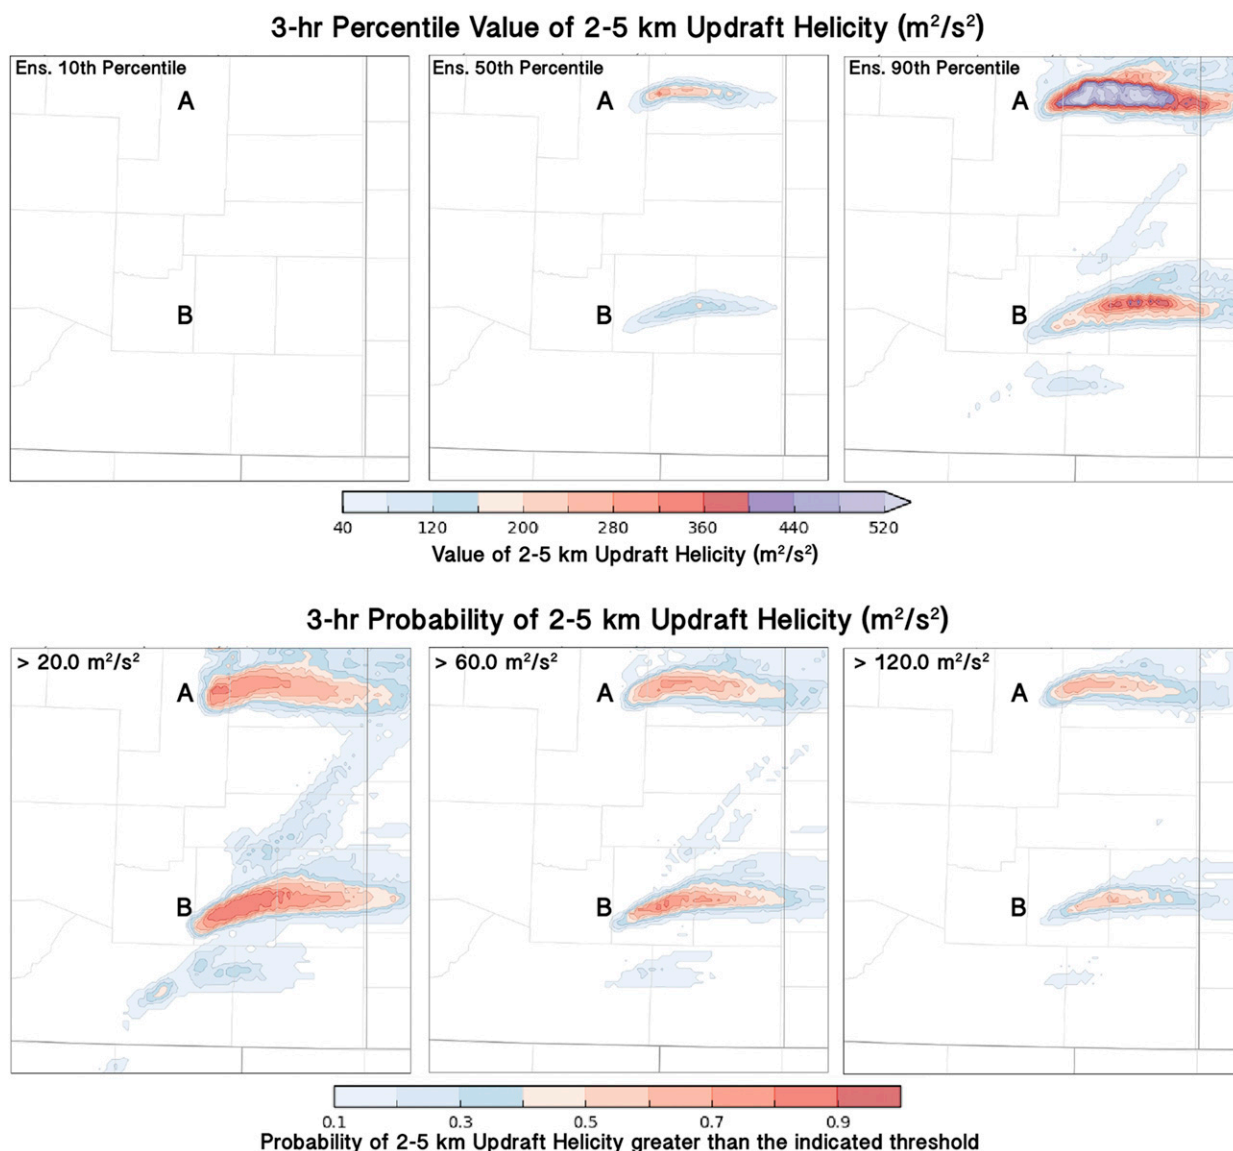 3-hr Percentile Value of 2-5 km Updraft Helicity (m²/s²)
Ens. 10th Percentile
A
B
Ens. 50th Percentile
A
B
Ens. 90th Percentile
A
B
40 120 200 280 360 440 520
Value of 2-5 km Updraft Helicity (m²/s²)
3-hr Probability of 2-5 km Updraft Helicity (m²/s²)
> 20.0 m²/s²
A
B
> 60.0 m²/s²
A
B
> 120.0 m²/s²
A
B
0.1 0.3 0.5 0.7 0.9
Probability of 2-5 km Updraft Helicity greater than the indicated threshold